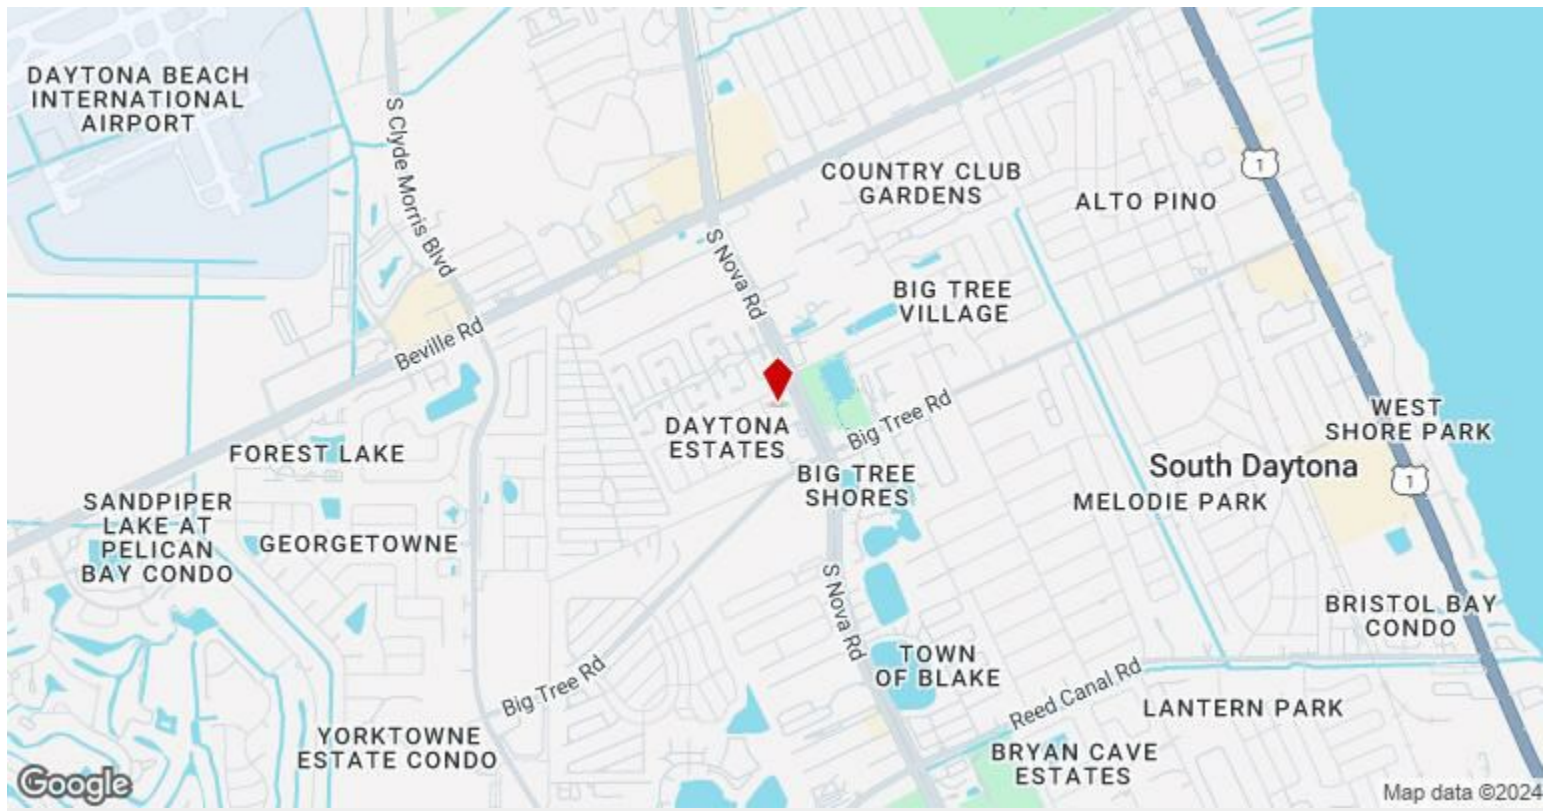 DAYTONA BEACH
INTERNATIONAL
AIRPORT
S Clyde Morris Blvd
S Nova Rd
COUNTRY CLUB
GARDENS
ALTO PINO
1
BIG TREE
VILLAGE
Beville Rd
DAYTONA
ESTATES
Big Tree Rd
WEST
SHORE PARK
FOREST LAKE
BIG TREE
SHORES
South Daytona
1
MELODIE PARK
SANDPIPER
LAKE AT
PELICAN
BAY CONDO
GEORGETOWNE
S Nova Rd
BRISTOL BAY
CONDO
TOWN
OF BLAKE
Big Tree Rd
Reed Canal Rd
LANTERN PARK
YORKTOWNE
ESTATE CONDO
BRYAN CAVE
ESTATES
Google
Map data ©2024